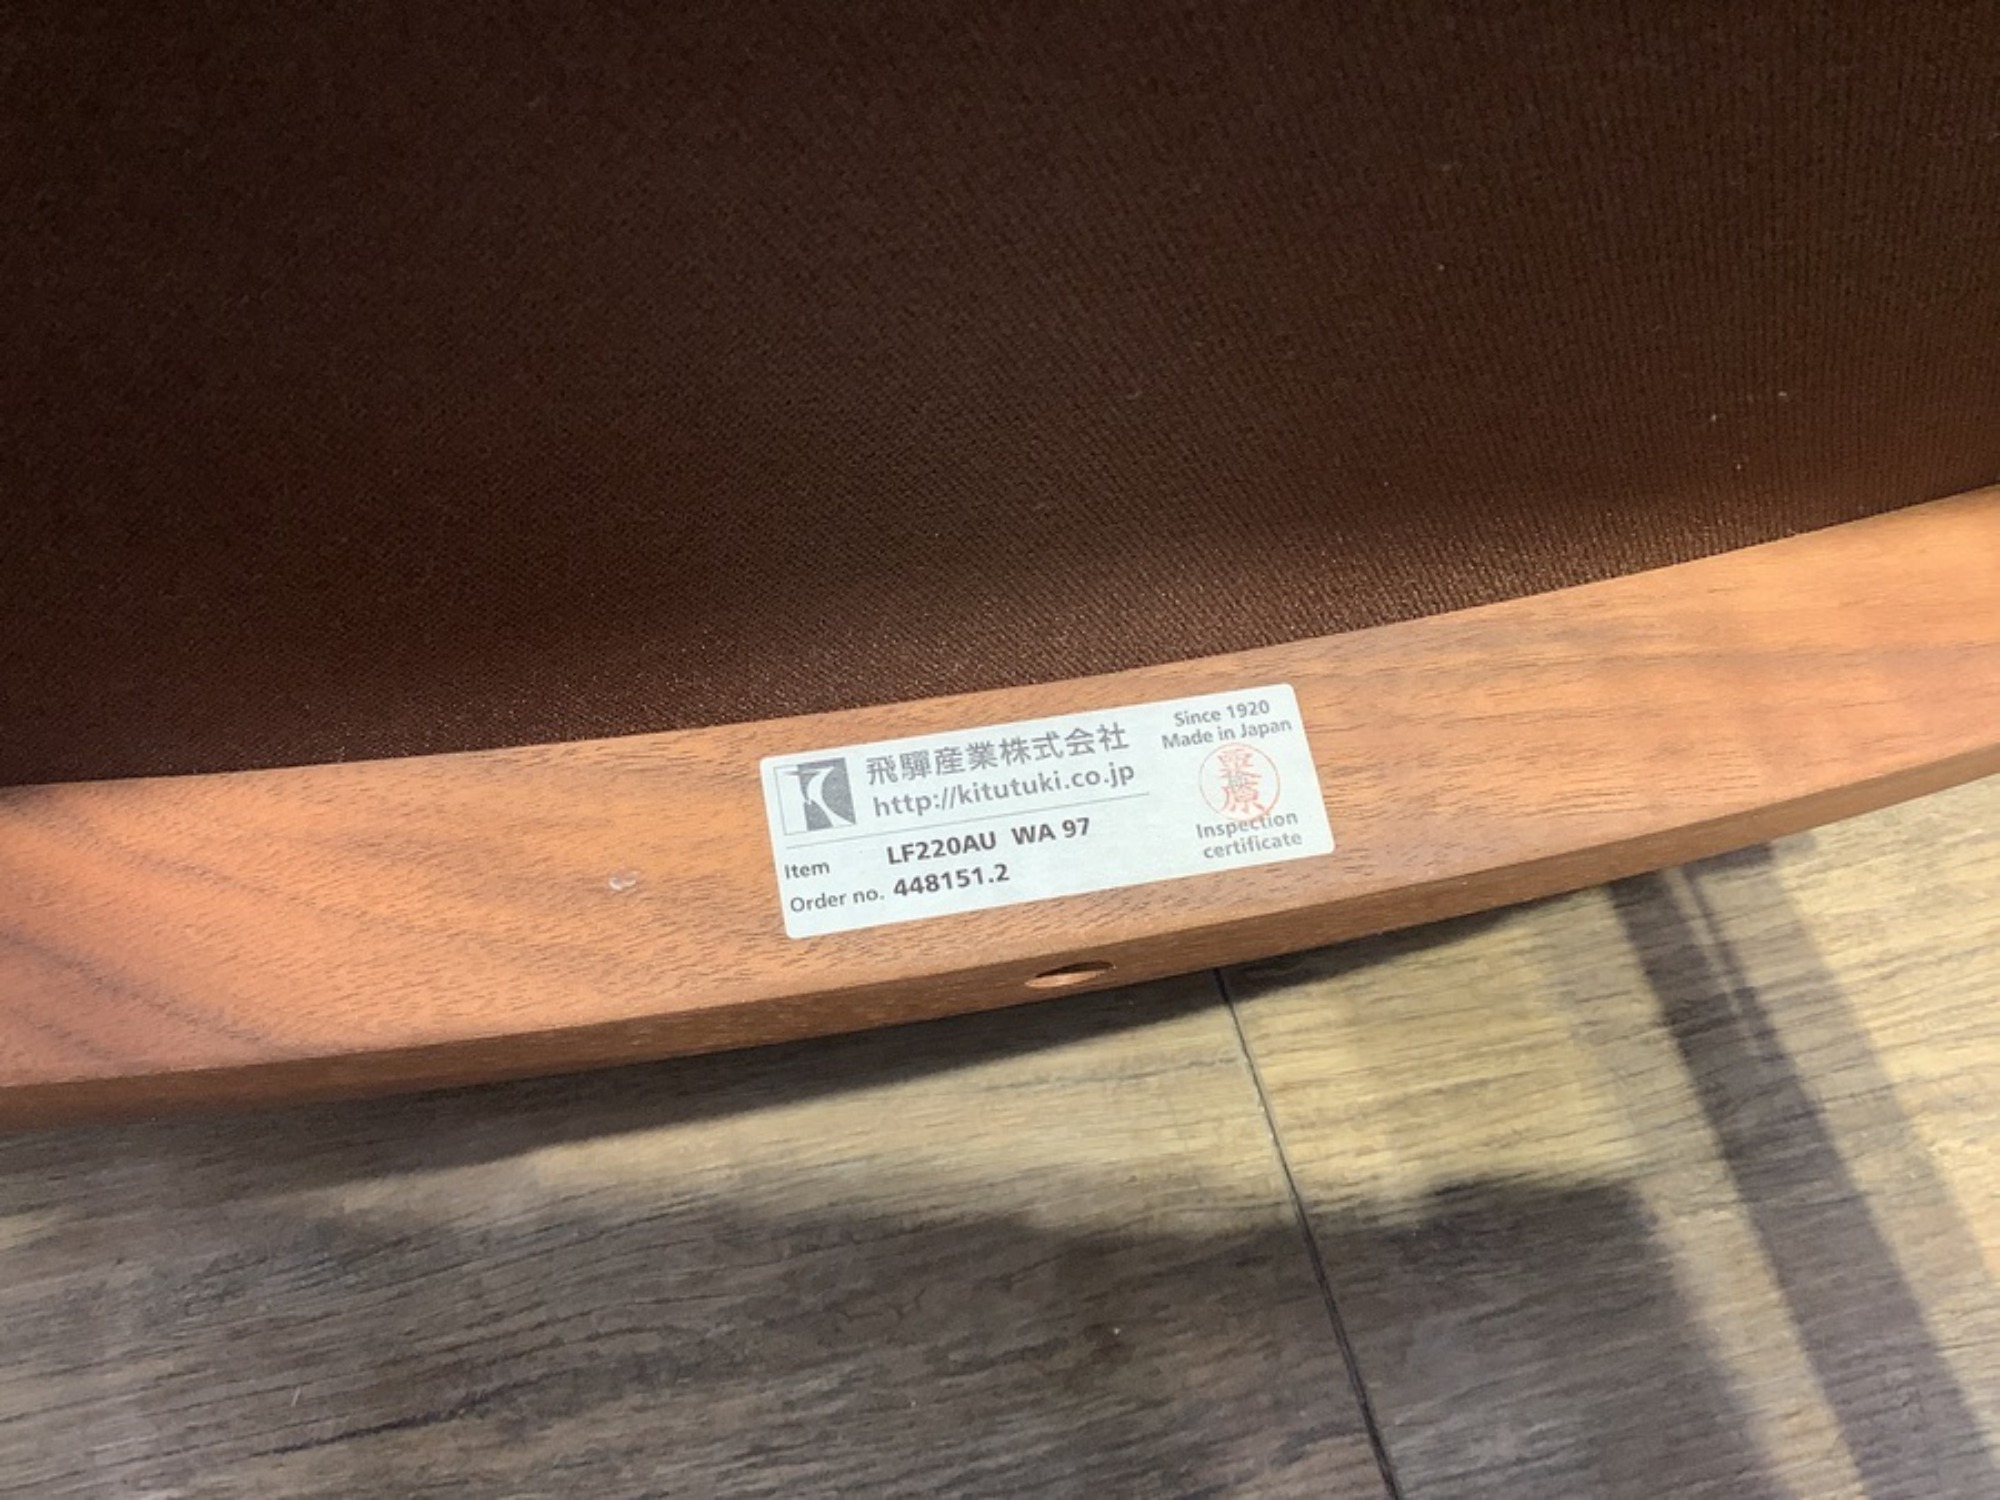 飛騨産業株式会社
http://kitutuki.co.jp
Item LF220AU WA 97
Order no. 448151.2
Since 1920
Made in Japan
Inspection
certificate